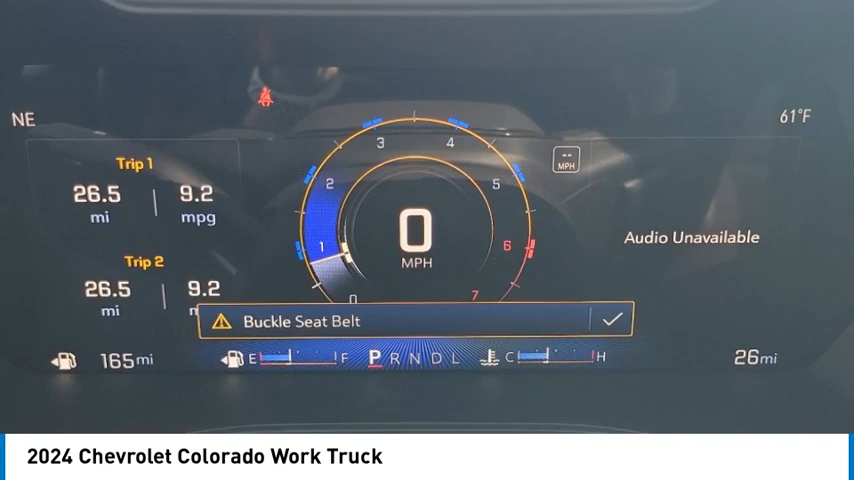 NE
61°F
Trip 1
26.5 mi | 9.2 mpg
Trip 2
26.5 mi | 9.2
0 1 2 3 4 5 6 7
0
MPH
--
MPH
Audio Unavailable
Buckle Seat Belt
165mi
E F
P R N D L
C H
26mi
2024 Chevrolet Colorado Work Truck